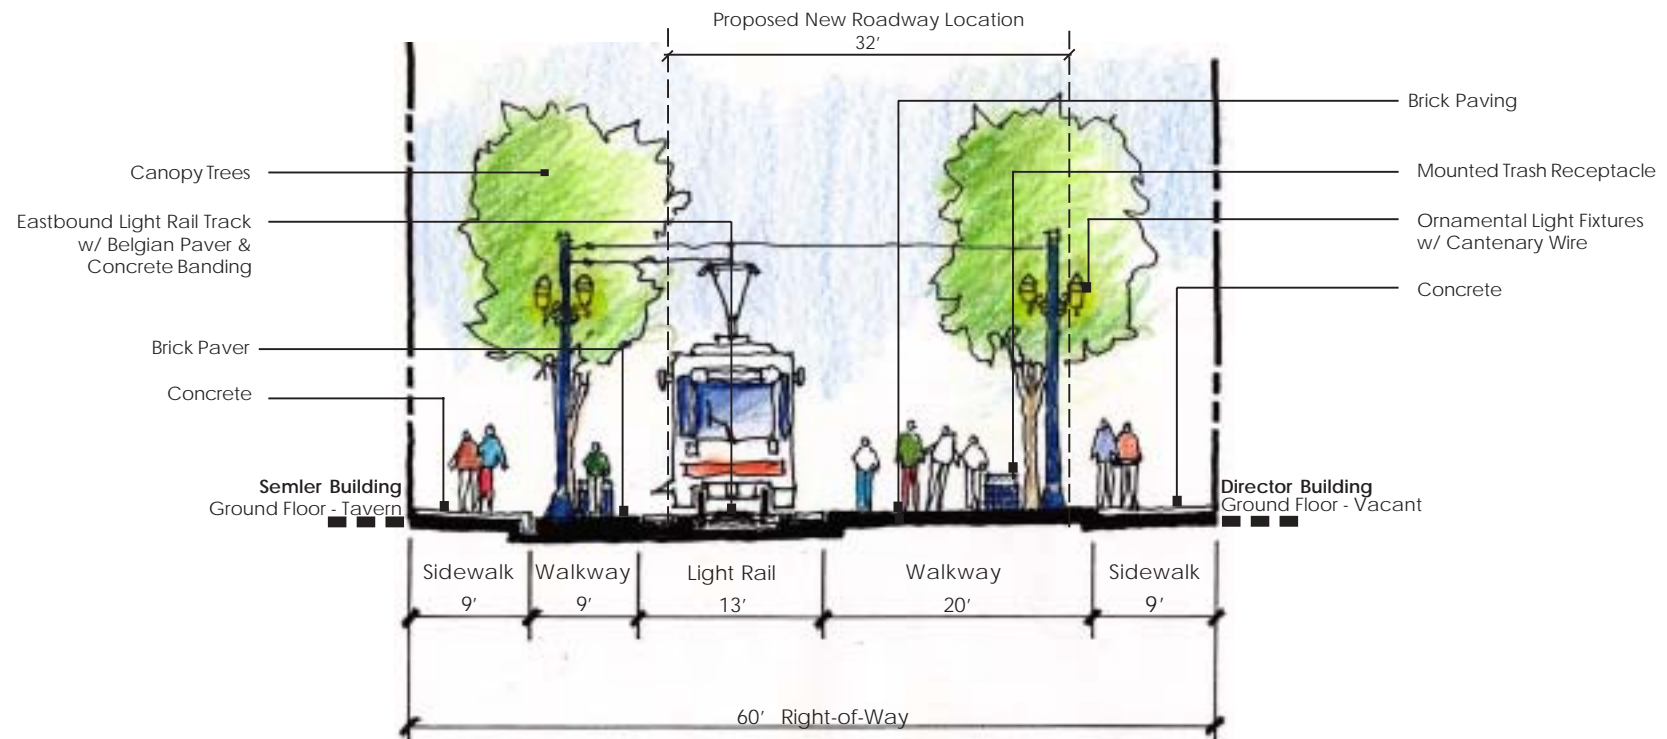 Proposed New Roadway Location
32'
Brick Paving
Canopy Trees
Mounted Trash Receptacle
Eastbound Light Rail Track
w/ Belgian Paver &
Concrete Banding
Ornamental Light Fixtures
w/ Cantenary Wire
Concrete
Brick Paver
Concrete
Semler Building
Ground Floor - Tavern
Director Building
Ground Floor - Vacant
Sidewalk
9'
Walkway
9'
Light Rail
13'
Walkway
20'
Sidewalk
9'
60' Right-of-Way